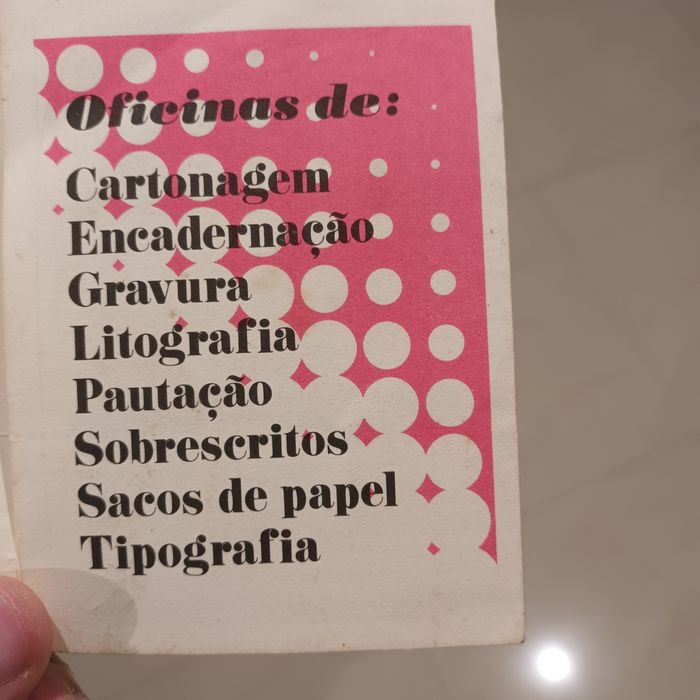 Oficinas de:
Cartonagem
Encadernação
Gravura
Litografia
Pautação
Sobrescritos
Sacos de papel
Tipografia